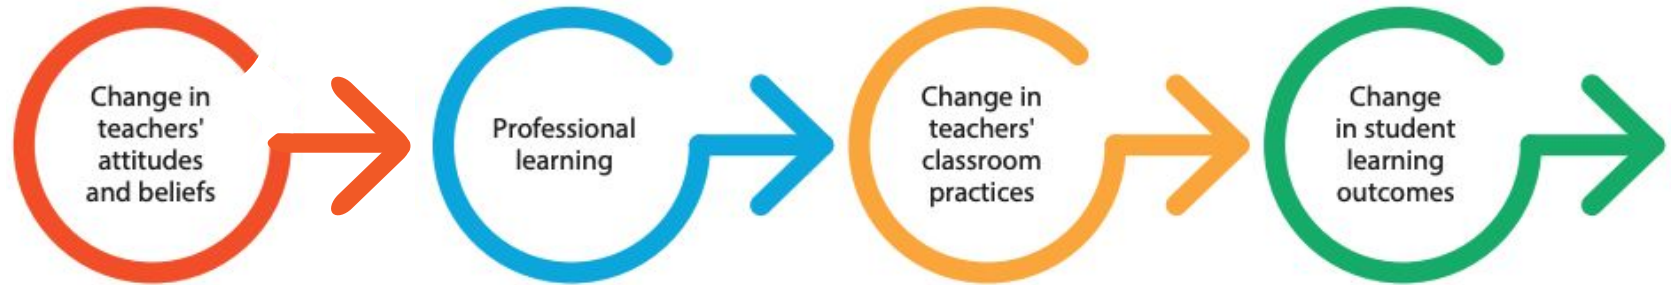 Change in
teachers'
attitudes
and beliefs
Professional
learning
Change in
teachers'
classroom
practices
Change
in student
learning
outcomes